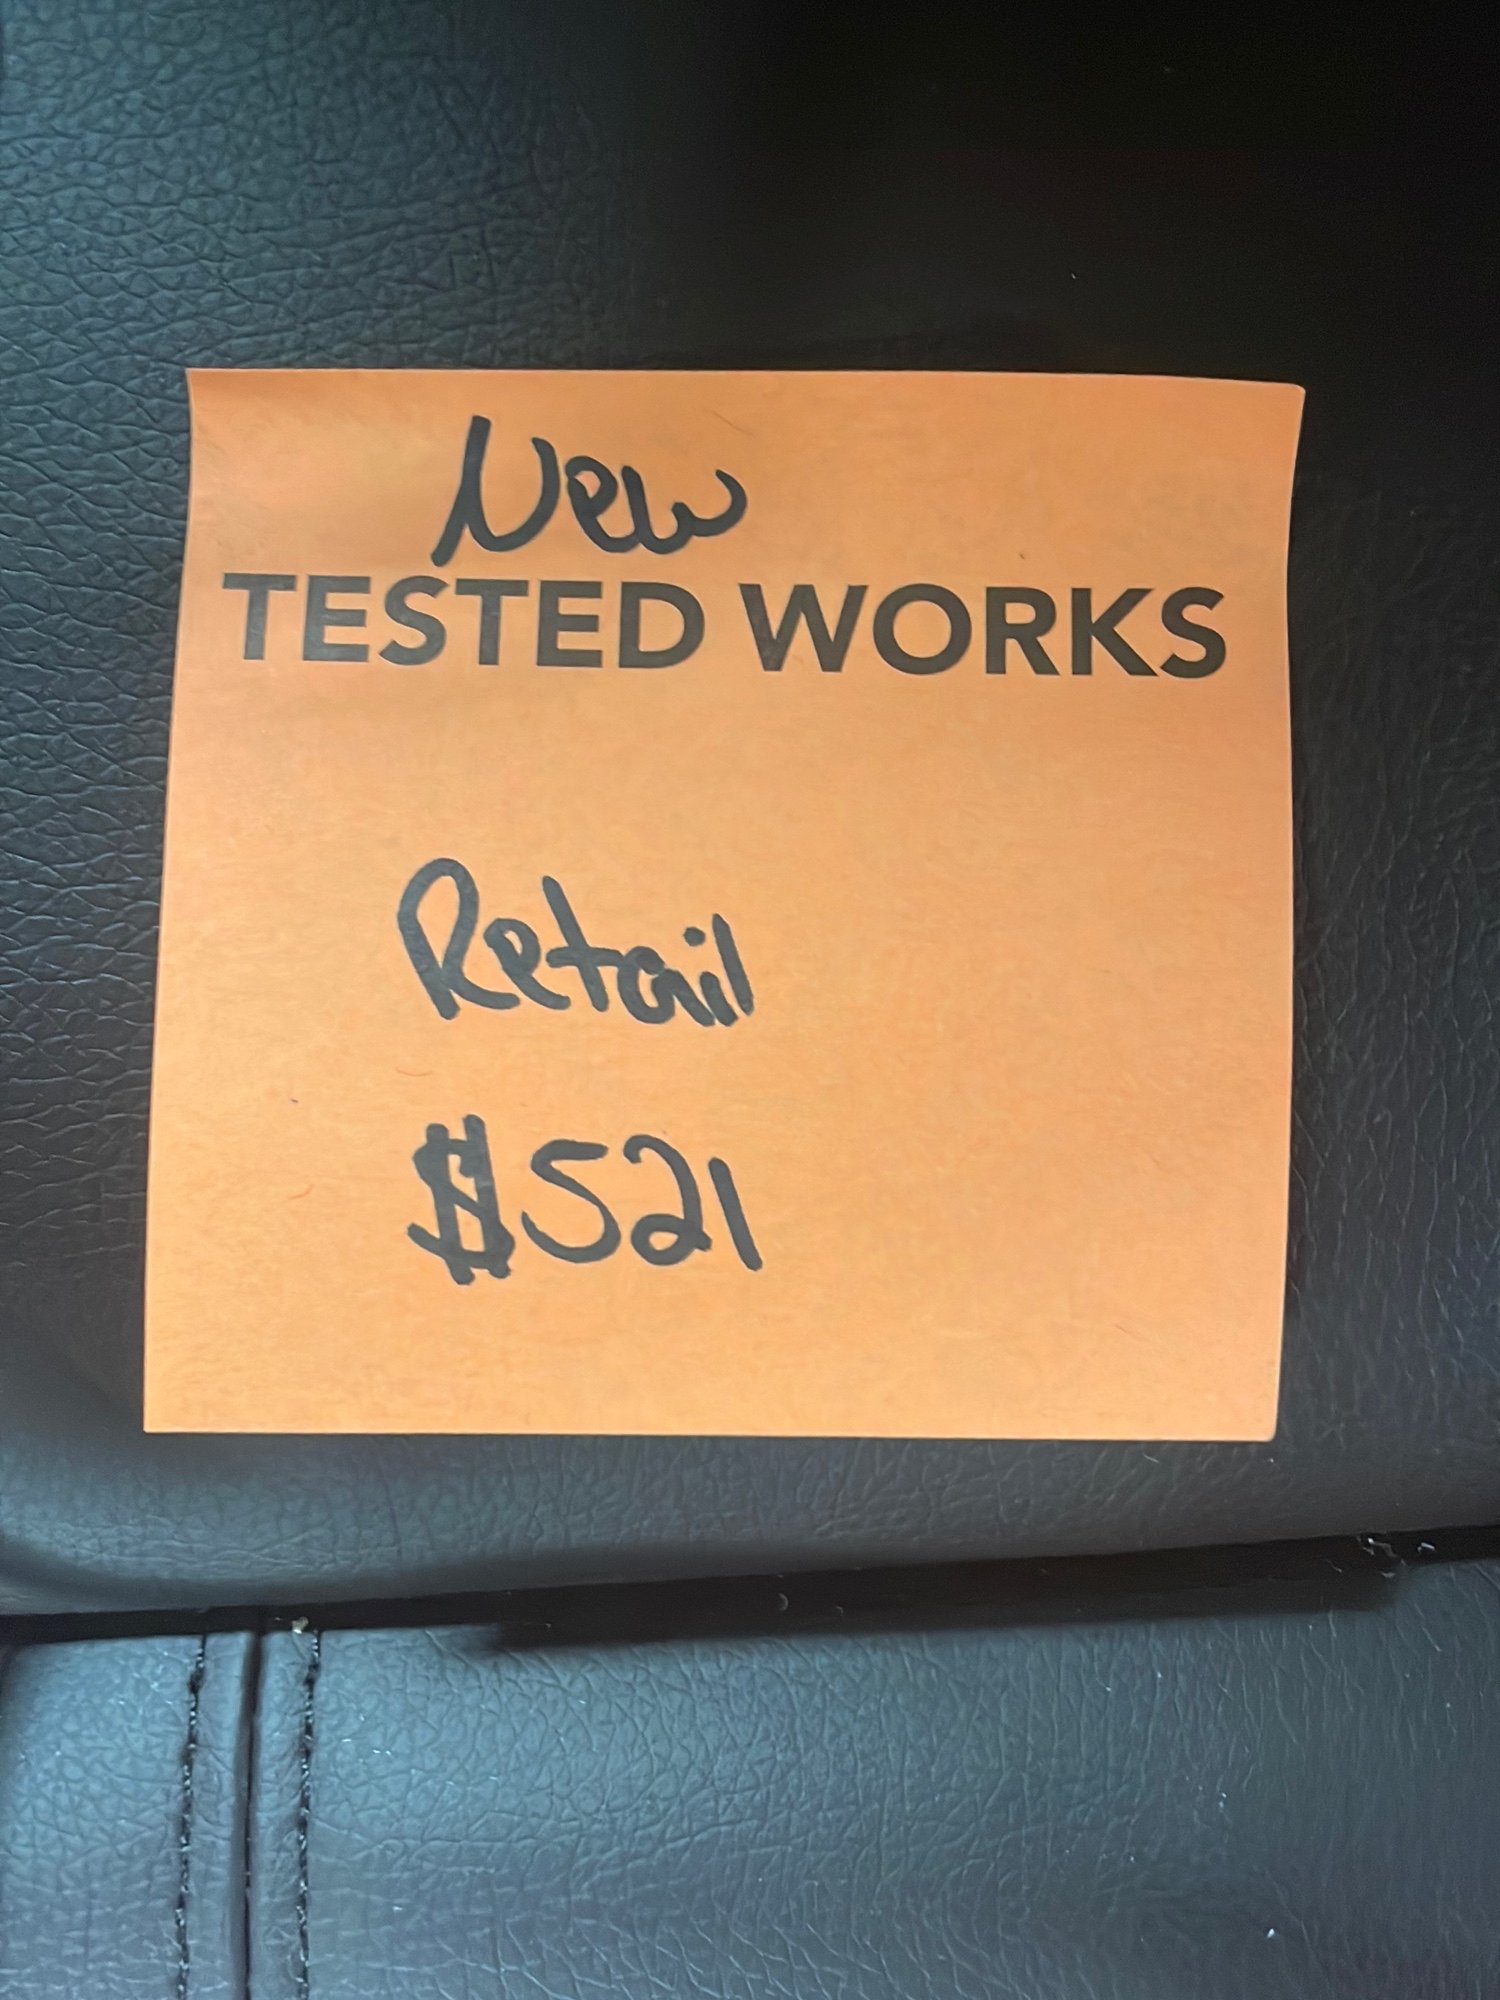 New
TESTED WORKS
Retail
$521